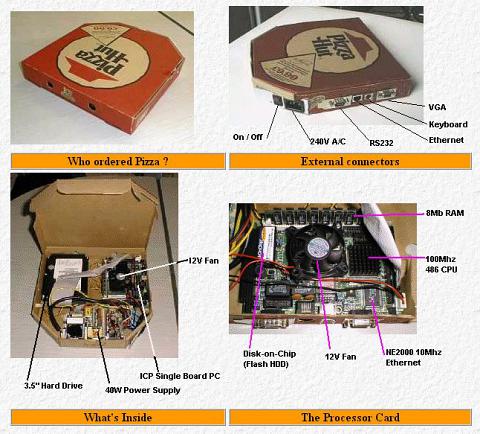 Pizza
Hut
Pizza
Hut
VGA
Keyboard
Ethernet
On / Off
240V A/C
RS232
Who ordered Pizza ?
External connectors
12V Fan
8Mb RAM
100Mhz
486 CPU
Disk-on-Chip
(Flash HDD)
12V Fan
NE2000 10Mhz
Ethernet
3.5" Hard Drive
ICP Single Board PC
40W Power Supply
What's Inside
The Processor Card